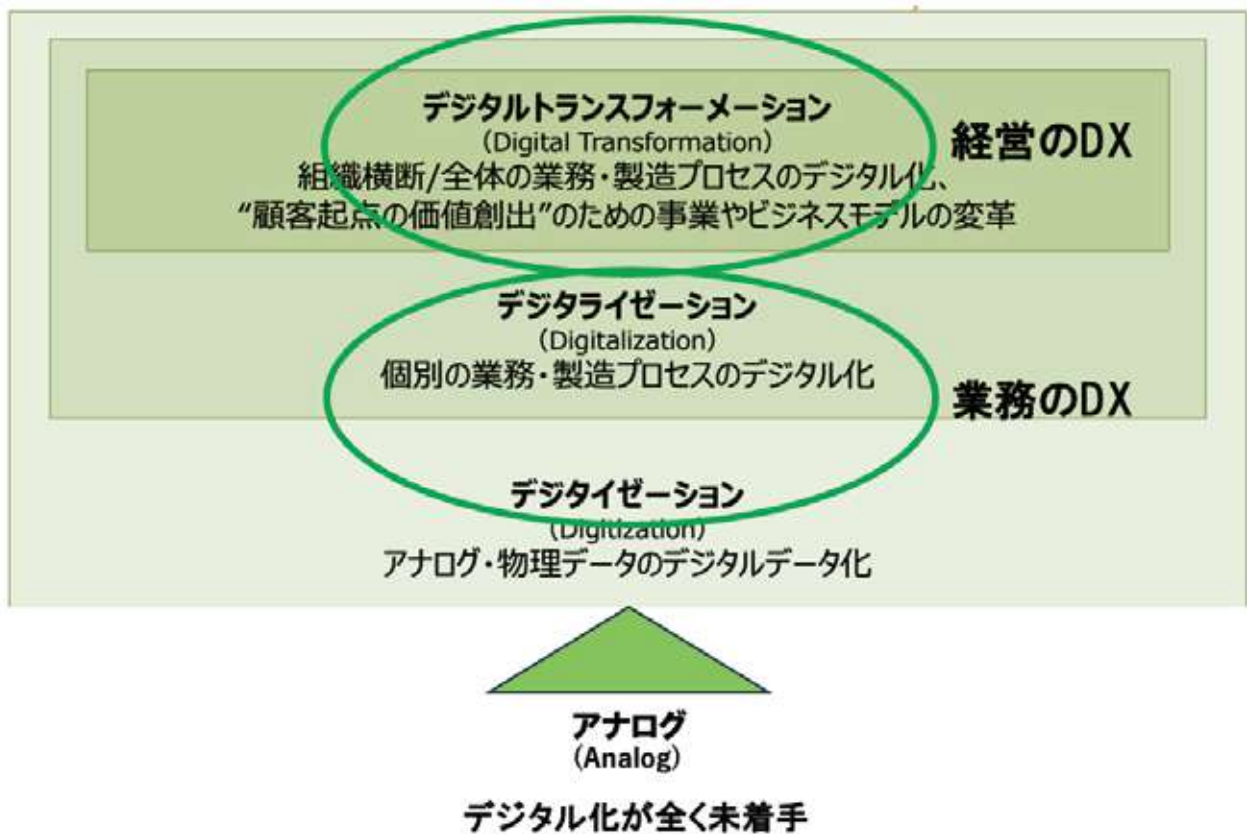 デジタルトランスフォーメーション
（Digital Transformation）
組織横断/全体の業務・製造プロセスのデジタル化、
“顧客起点の価値創出”のための事業やビジネスモデルの変革
経営のDX
デジタライゼーション
（Digitalization）
個別の業務・製造プロセスのデジタル化
業務のDX
デジタイゼーション
（Digitization）
アナログ・物理データのデジタルデータ化
アナログ
(Analog)
デジタル化が全く未着手